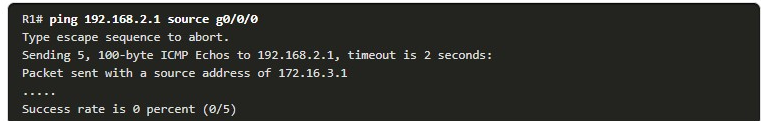 R1# ping 192.168.2.1 source g0/0/0
Type escape sequence to abort.
Sending 5, 100-byte ICMP Echos to 192.168.2.1, timeout is 2 seconds:
Packet sent with a source address of 172.16.3.1
.....
Success rate is 0 percent (0/5)